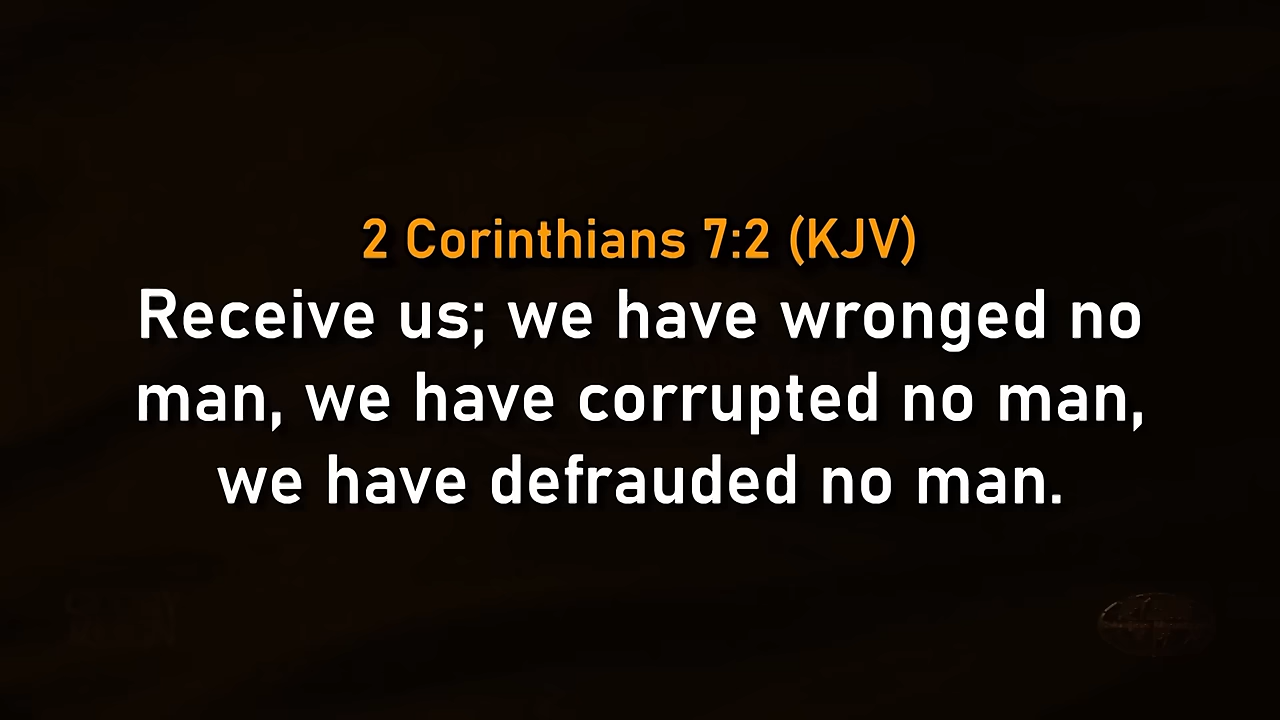 2 Corinthians 7:2 (KJV)
Receive us; we have wronged no
man, we have corrupted no man,
we have defrauded no man.